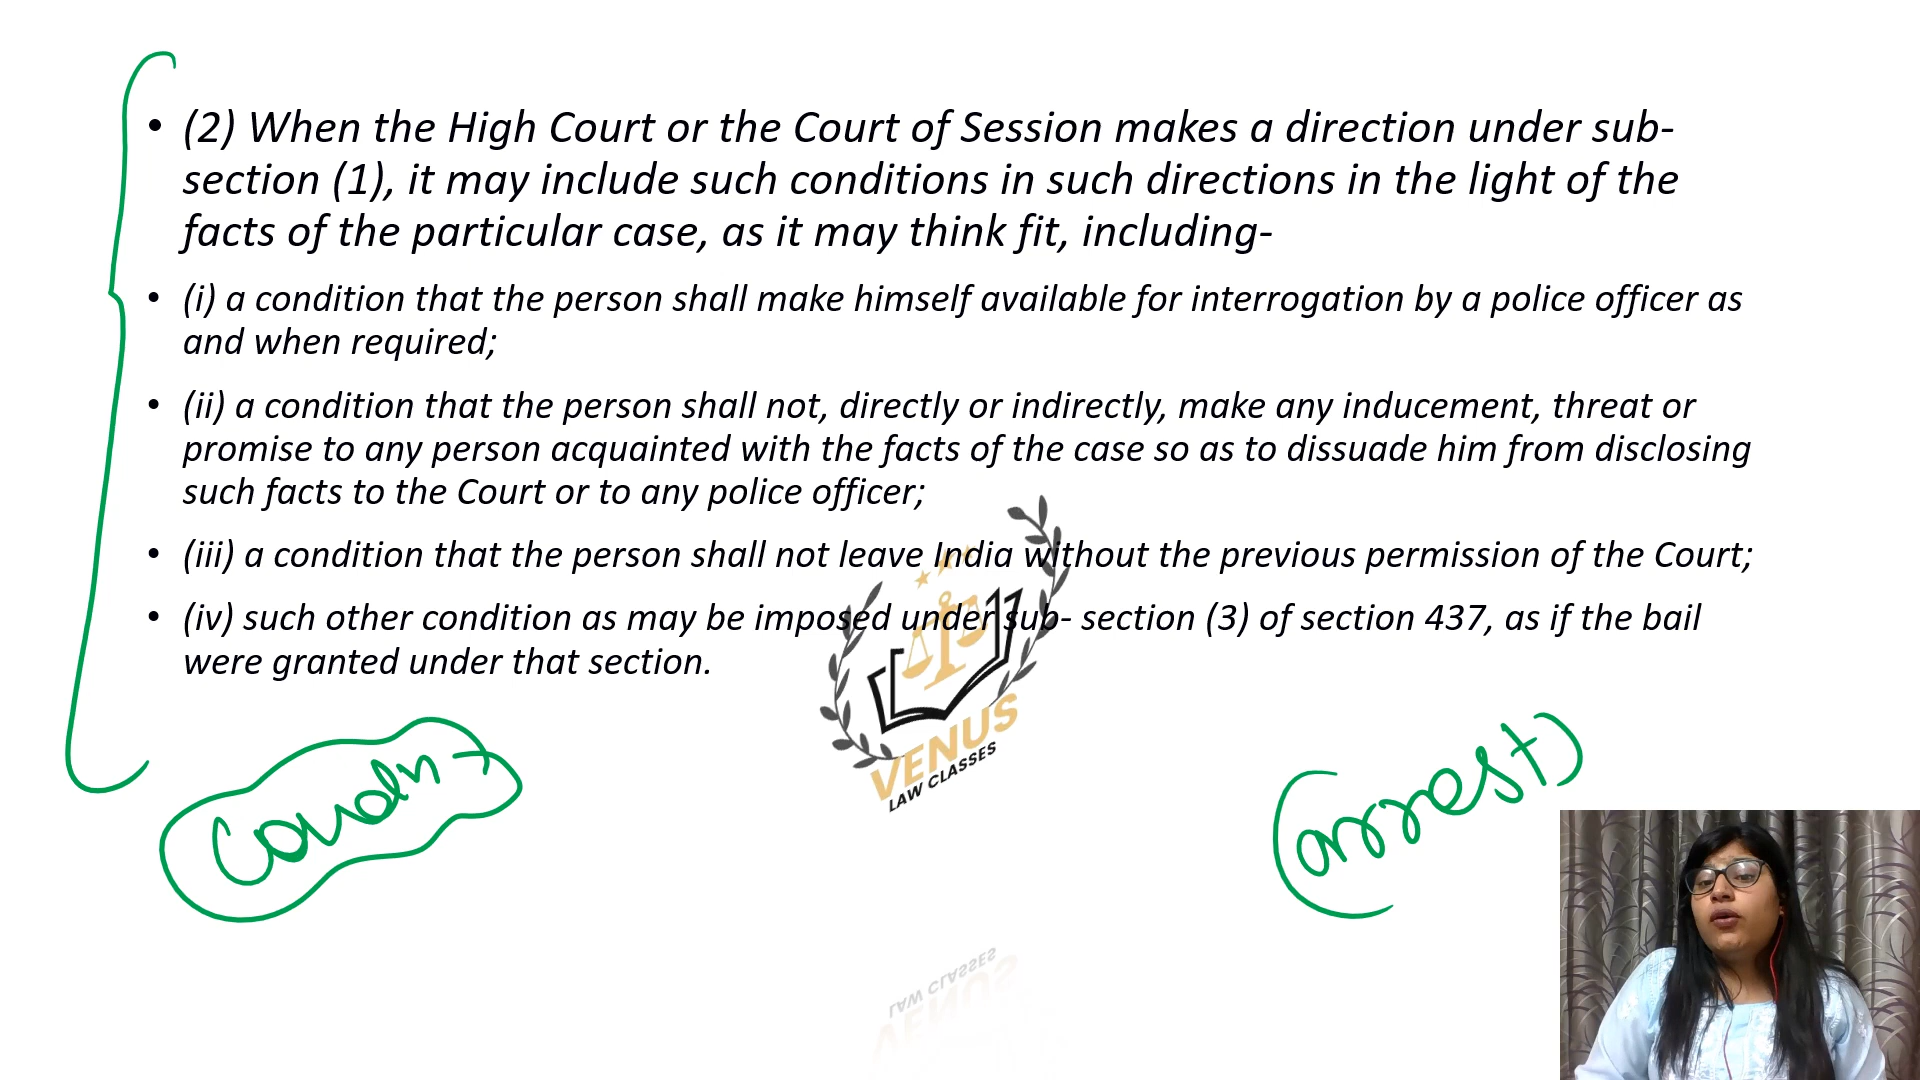 • (2) When the High Court or the Court of Session makes a direction under sub-
section (1), it may include such conditions in such directions in the light of the
facts of the particular case, as it may think fit, including-
• (i) a condition that the person shall make himself available for interrogation by a police officer as
and when required;
• (ii) a condition that the person shall not, directly or indirectly, make any inducement, threat or
promise to any person acquainted with the facts of the case so as to dissuade him from disclosing
such facts to the Court or to any police officer;
• (iii) a condition that the person shall not leave India without the previous permission of the Court;
• (iv) such other condition as may be imposed under sub- section (3) of section 437, as if the bail
were granted under that section.
VENUS
LAW CLASSES
(arrest)
LAW CLASSES
VENUS